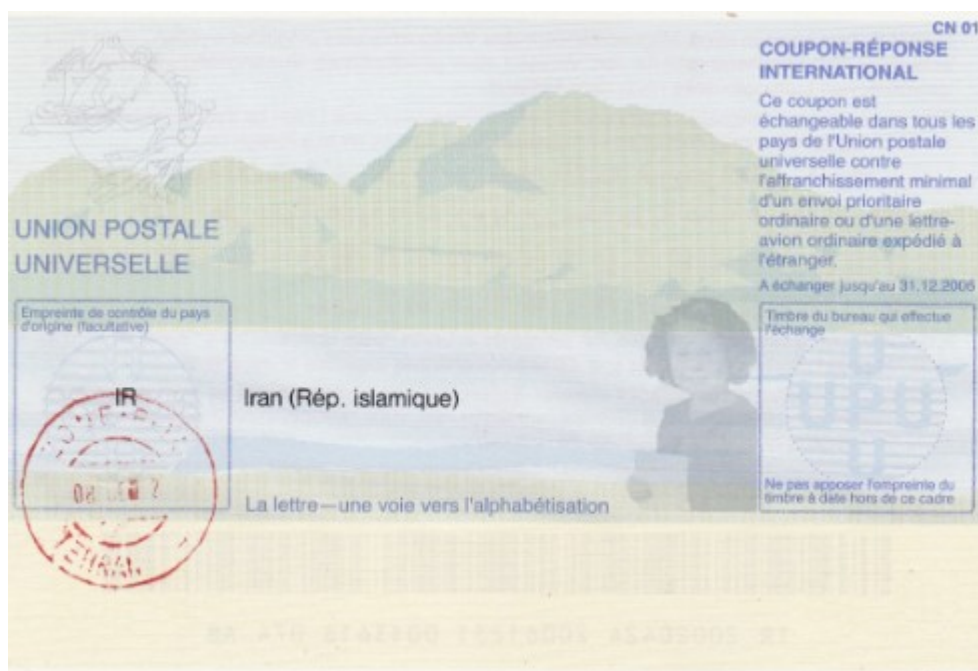 CN 01
COUPON-RÉPONSE
INTERNATIONAL
Ce coupon est
échangeable dans tous les
pays de l'Union postale
universelle contre
l'affranchissement minimal
d'un envoi prioritaire
ordinaire ou d'une lettre-
avion ordinaire expédié à
l'étranger.
A échanger jusqu'au 31.12.2006
UNION POSTALE
UNIVERSELLE
Empreinte de contrôle du pays
d'origine (facultative)
IR
Iran (Rép. islamique)
TEHRAN
La lettre—une voie vers l'alphabétisation
Timbre du bureau qui effectue
l'échange
U
UPU
U
Ne pas apposer l'empreinte du
timbre à date hors de ce cadre